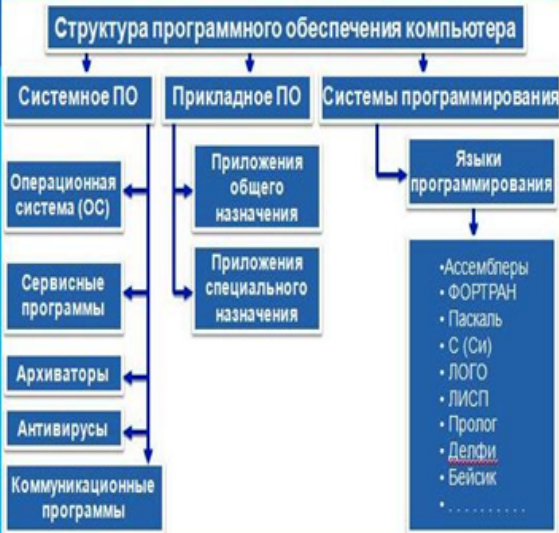 Структура программного обеспечения компьютера
Системное ПО
Прикладное ПО
Системы программирования
Операционная
система (ОС)
Сервисные
программы
Архиваторы
Антивирусы
Коммуникационные
программы
Приложения
общего
назначения
Приложения
специального
назначения
Языки
программирования
•Ассемблеры
• ФОРТРАН
• Паскаль
• С (Си)
• ЛОГО
• ЛИСП
• Пролог
• Делфи
• Бейсик
• . . . . . . . . . .